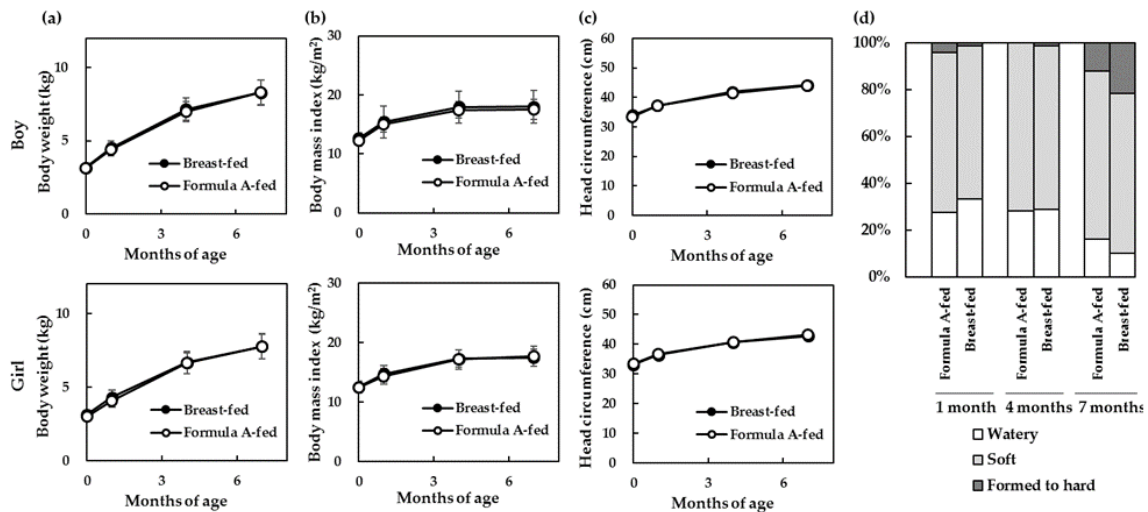 (a)
(b)
(c)
(d)
Boy
Body weight (kg)
10
5
0
0
3
6
Months of age
Breast-fed
Formula A-fed
Body mass index (kg/m²)
30
20
10
0
0
3
6
Months of age
Breast-fed
Formula A-fed
Head circumference (cm)
60
50
40
30
20
10
0
0
3
6
Months of age
Breast-fed
Formula A-fed
100%
80%
60%
40%
20%
0%
Formula A-fed
Breast-fed
Formula A-fed
Breast-fed
Formula A-fed
Breast-fed
1 month
4 months
7 months
Watery
Soft
Formed to hard
Girl
Body weight (kg)
10
5
0
0
3
6
Months of age
Breast-fed
Formula A-fed
Body mass index (kg/m²)
30
20
10
0
0
3
6
Months of age
Breast-fed
Formula A-fed
Head circumference (cm)
60
50
40
30
20
10
0
0
3
6
Months of age
Breast-fed
Formula A-fed